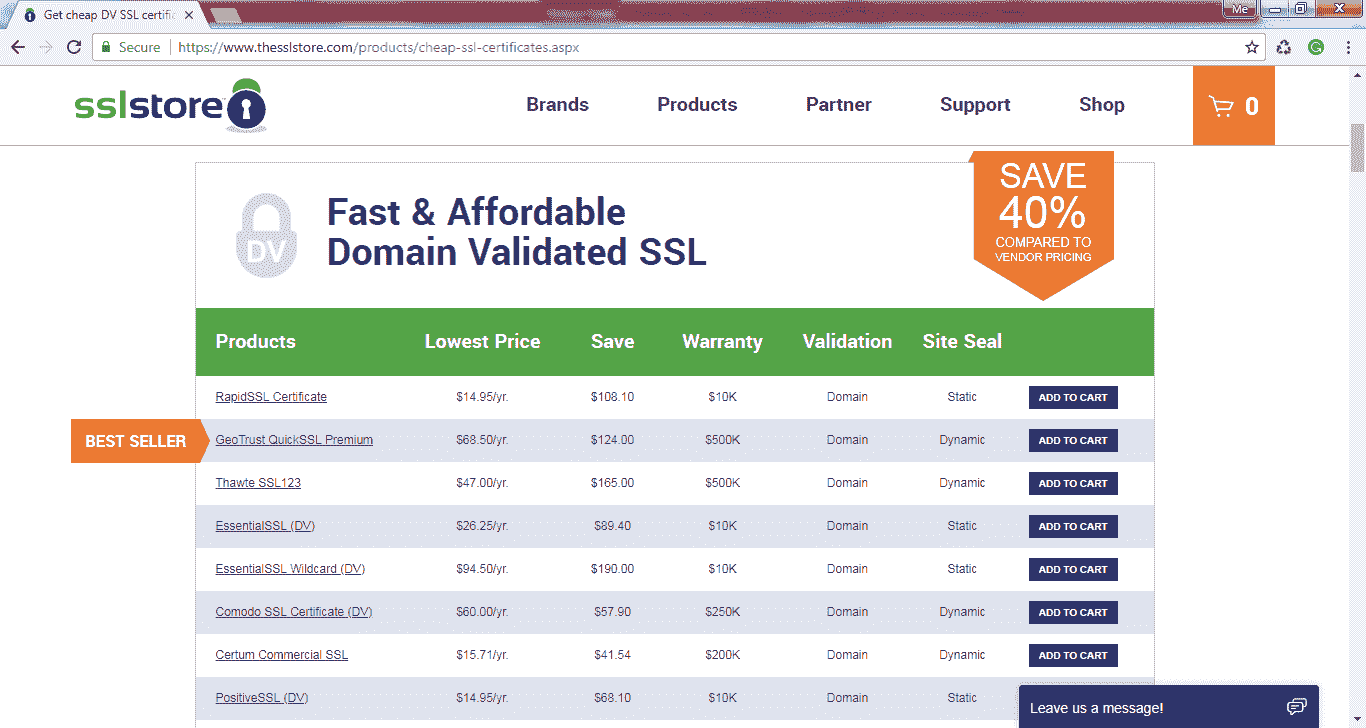 Get cheap DV SSL certific
Me
Secure https://www.thesslstore.com/products/cheap-ssl-certificates.aspx
sslstore
Brands Products Partner Support Shop
0
SAVE
40%
COMPARED TO
VENDOR PRICING
DV
Fast & Affordable
Domain Validated SSL
Products Lowest Price Save Warranty Validation Site Seal
RapidSSL Certificate $14.95/yr. $108.10 $10K Domain Static ADD TO CART
BEST SELLER GeoTrust QuickSSL Premium $68.50/yr. $124.00 $500K Domain Dynamic ADD TO CART
Thawte SSL123 $47.00/yr. $165.00 $500K Domain Dynamic ADD TO CART
EssentialSSL (DV) $26.25/yr. $89.40 $10K Domain Static ADD TO CART
EssentialSSL Wildcard (DV) $94.50/yr. $190.00 $10K Domain Static ADD TO CART
Comodo SSL Certificate (DV) $60.00/yr. $57.90 $250K Domain Dynamic ADD TO CART
Certum Commercial SSL $15.71/yr. $41.54 $200K Domain Dynamic ADD TO CART
PositiveSSL (DV) $14.95/yr. $68.10 $10K Domain Static
Leave us a message!